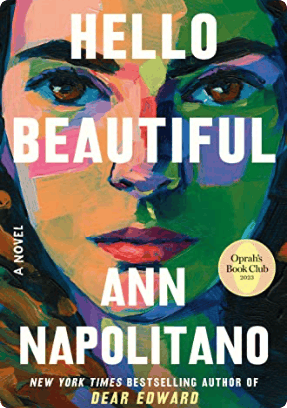 HELLO
BEAUTIFUL
A NOVEL
Oprah's
Book Club
2023
ANN
NAPOLITANO
NEW YORK TIMES BESTSELLING AUTHOR OF
DEAR EDWARD